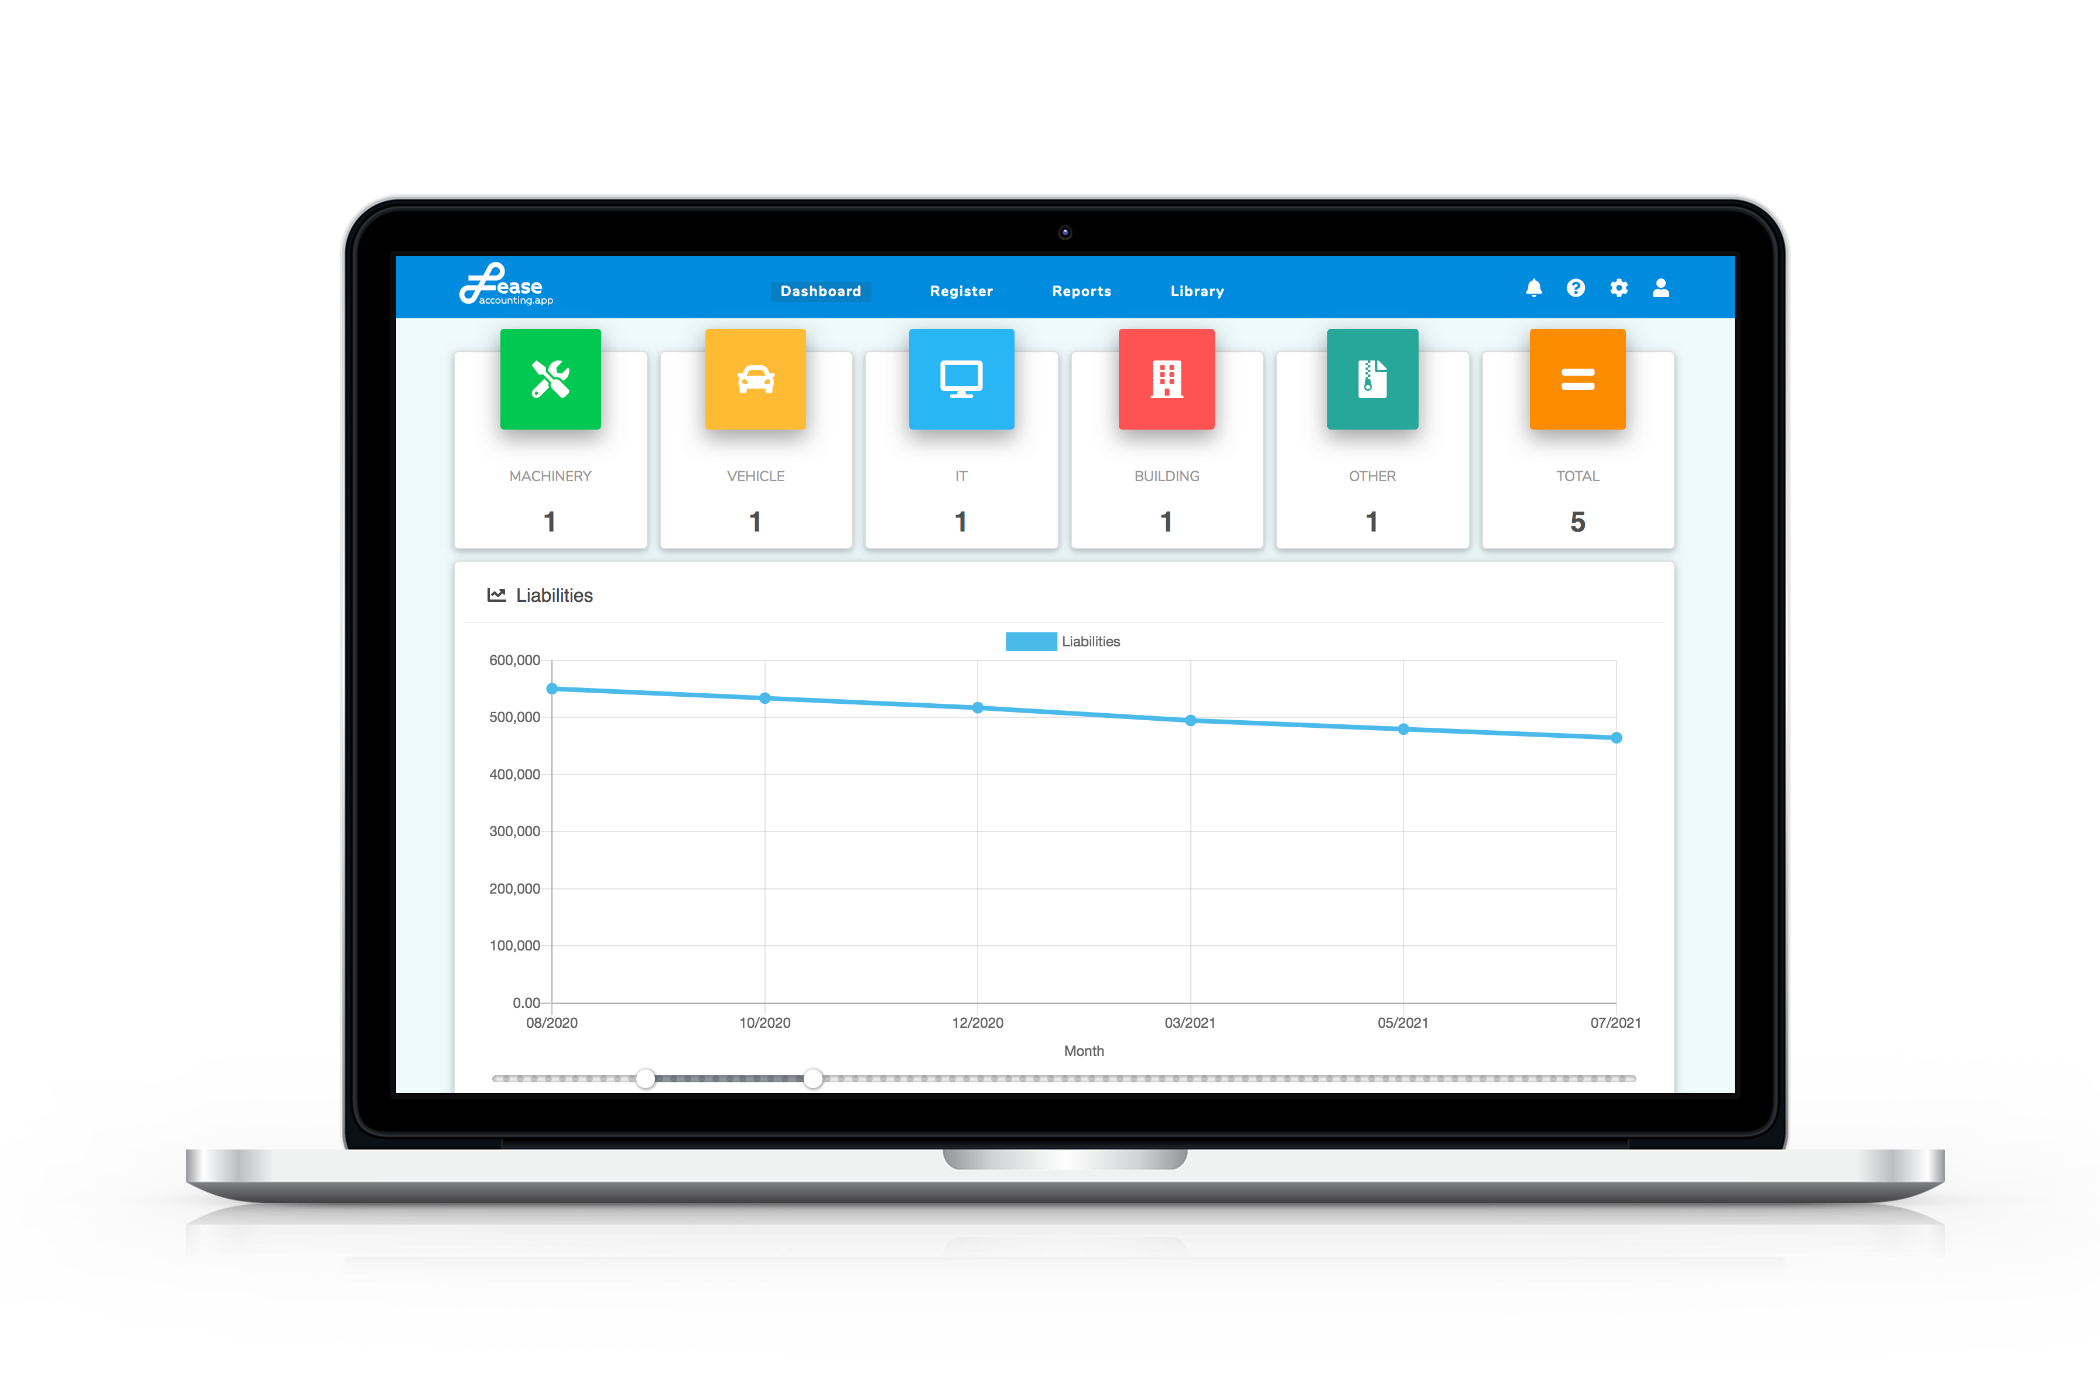 Lease
accounting.app
Dashboard Register Reports Library
MACHINERY VEHICLE IT BUILDING OTHER TOTAL
1 1 1 1 1 5
Liabilities
Liabilities
600,000
500,000
400,000
300,000
200,000
100,000
0.00
08/2020 10/2020 12/2020 03/2021 05/2021 07/2021
Month